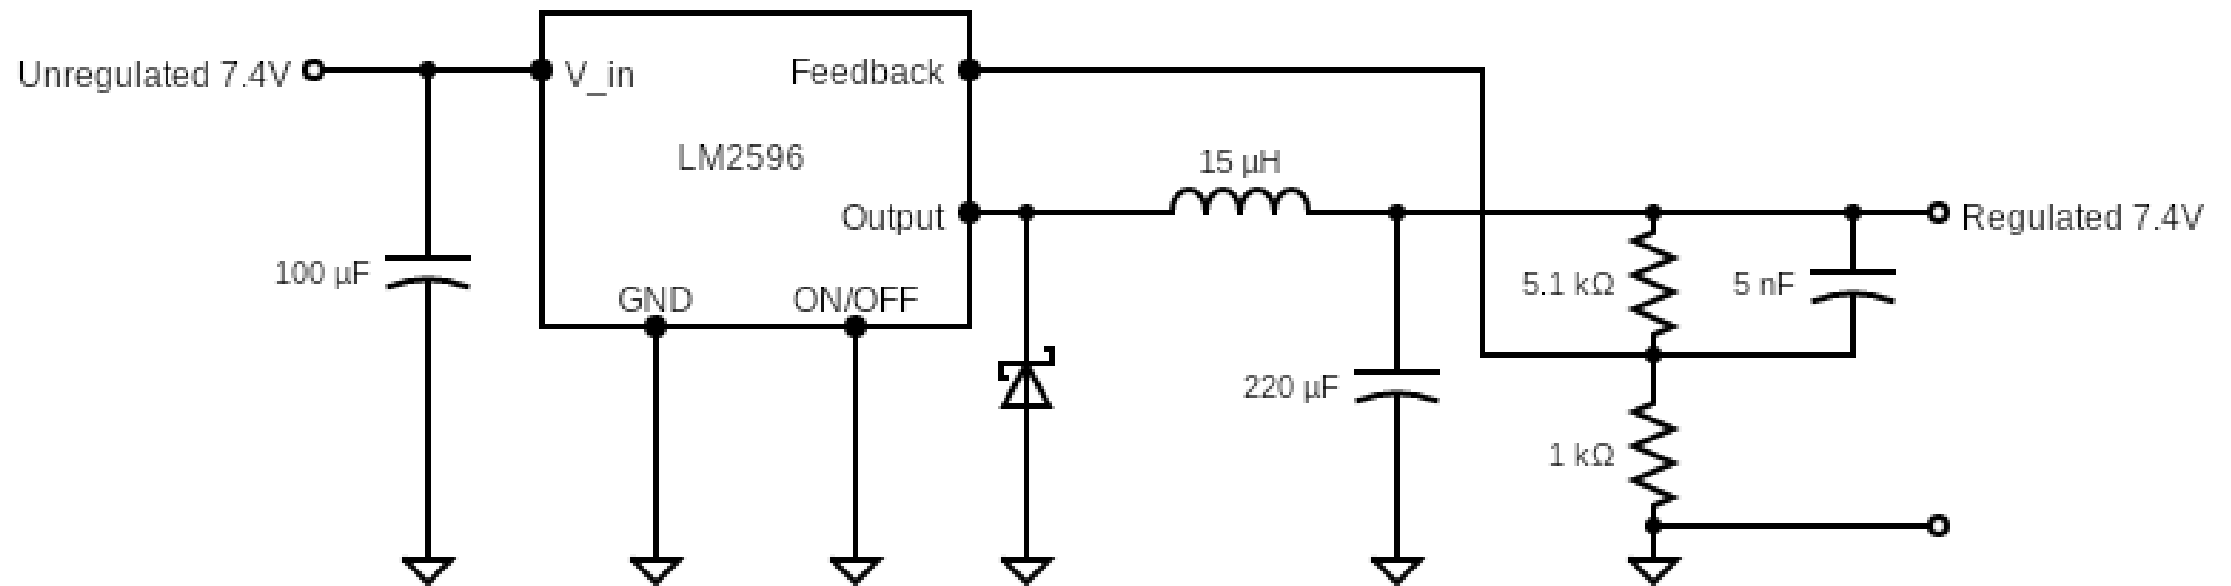 Unregulated 7.4V
V_in
Feedback
LM2596
Output
GND
ON/OFF
100 µF
15 µH
220 µF
5.1 kΩ
5 nF
1 kΩ
Regulated 7.4V